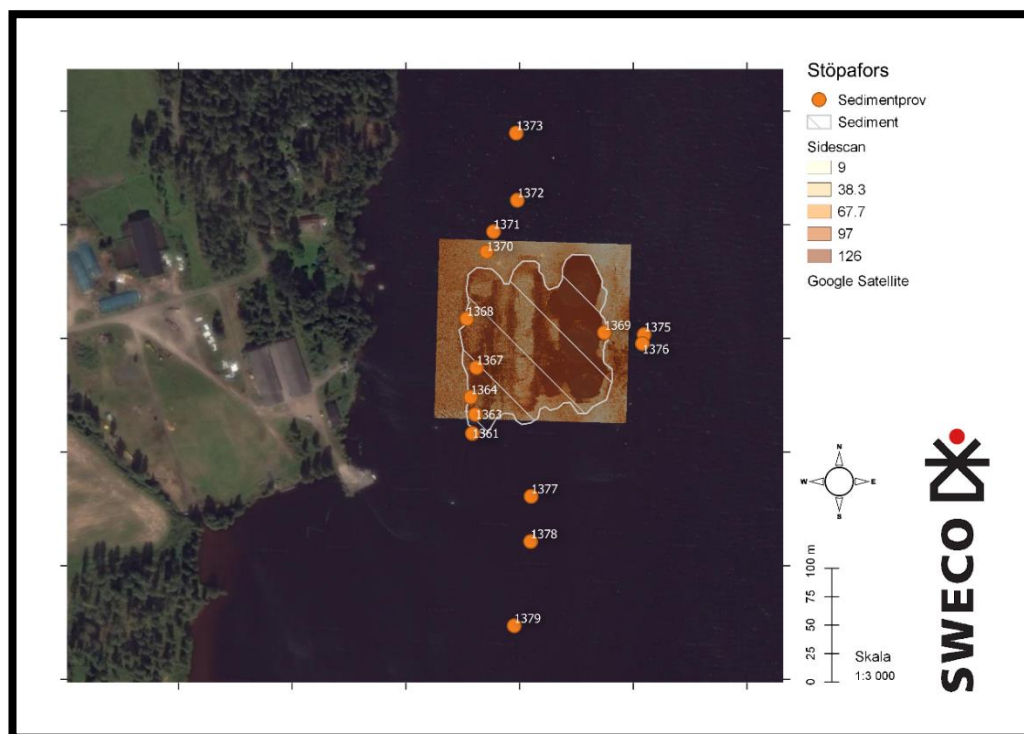 Stöpafors
Sedimentprov
Sediment
Sidescan
9
38.3
67.7
97
126
Google Satellite
1373
1372
1371
1370
1368
1369
1375
1376
1367
1364
1363
1361
1377
1378
1379
N
W
E
S
100 m
75
50
25
0
Skala
1:3 000
SWECO